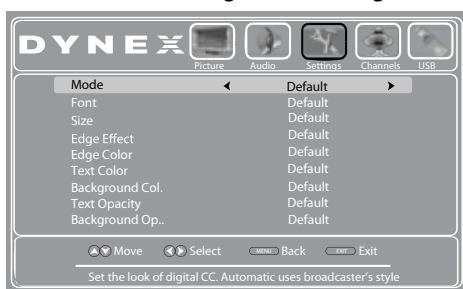 DYNEX
Picture Audio Settings Channels USB
Mode Default
Font Default
Size Default
Edge Effect Default
Edge Color Default
Text Color Default
Background Col. Default
Text Opacity Default
Background Op.. Default
Move Select MENU Back EXIT Exit
Set the look of digital CC. Automatic uses broadcaster's style